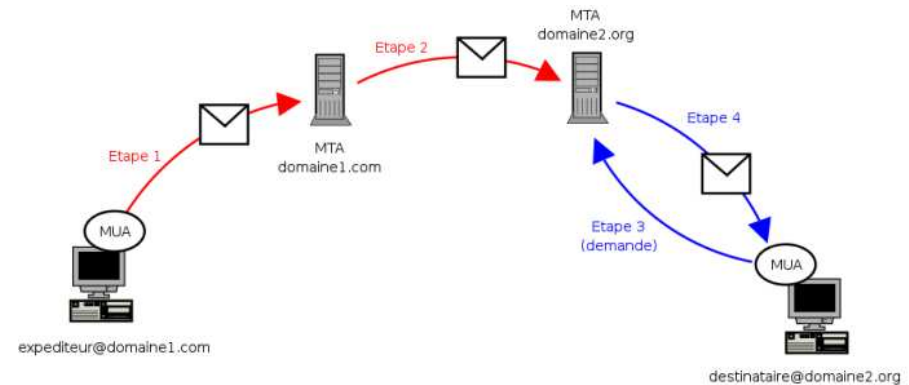 MTA
domaine2.org
Etape 2
Etape 4
Etape 1
MTA
domaine1.com
MUA
Etape 3
(demande)
MUA
expediteur@domaine1.com
destinataire@domaine2.org